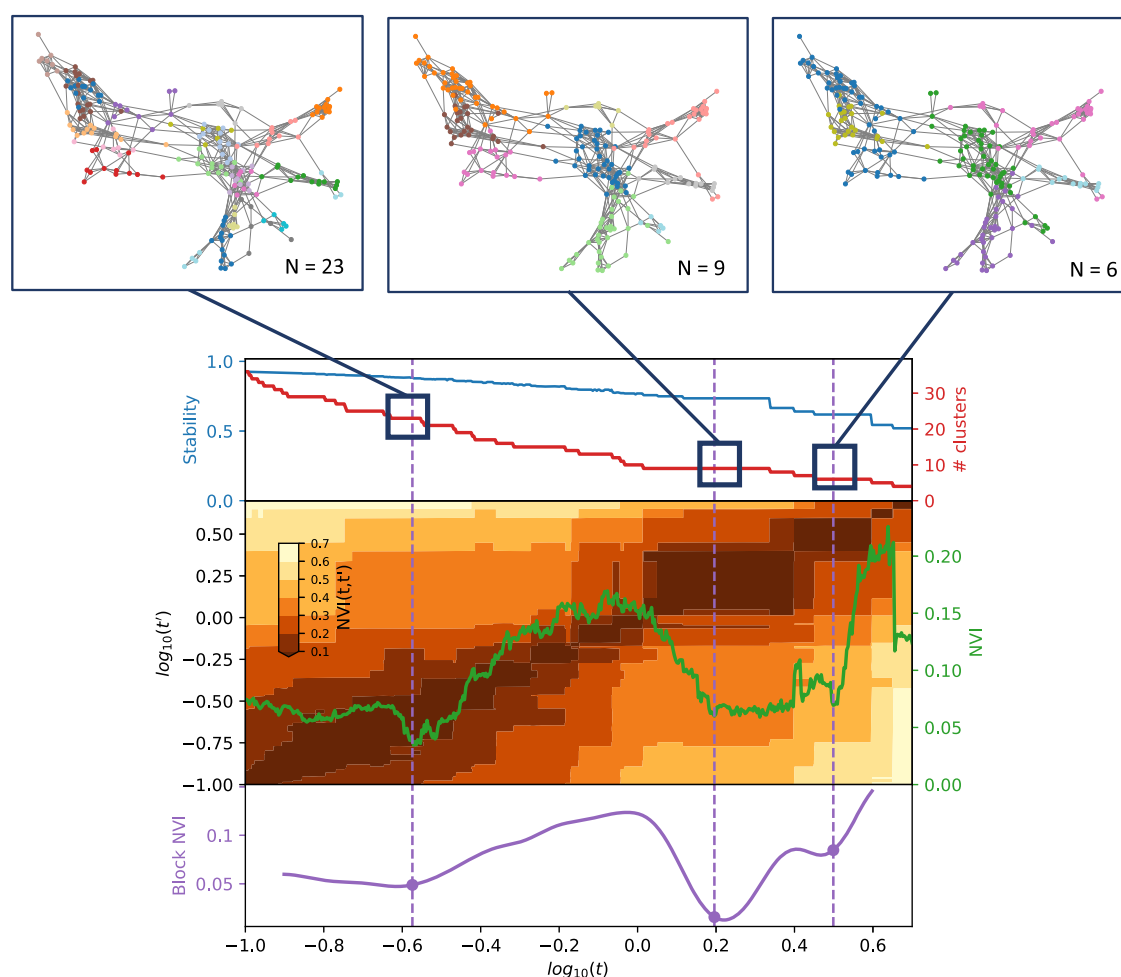 N = 23
N = 9
N = 6
1.0
0.5
0.0
Stability
30
20
10
0
# clusters
0.50
0.25
0.00
−0.25
−0.50
−0.75
−1.00
log10(t')
0.7
0.6
0.5
0.4
0.3
0.2
0.1
NVI(t,t')
0.20
0.15
0.10
0.05
0.00
NVI
0.1
0.05
Block NVI
−1.0 −0.8 −0.6 −0.4 −0.2 0.0 0.2 0.4 0.6
log10(t)